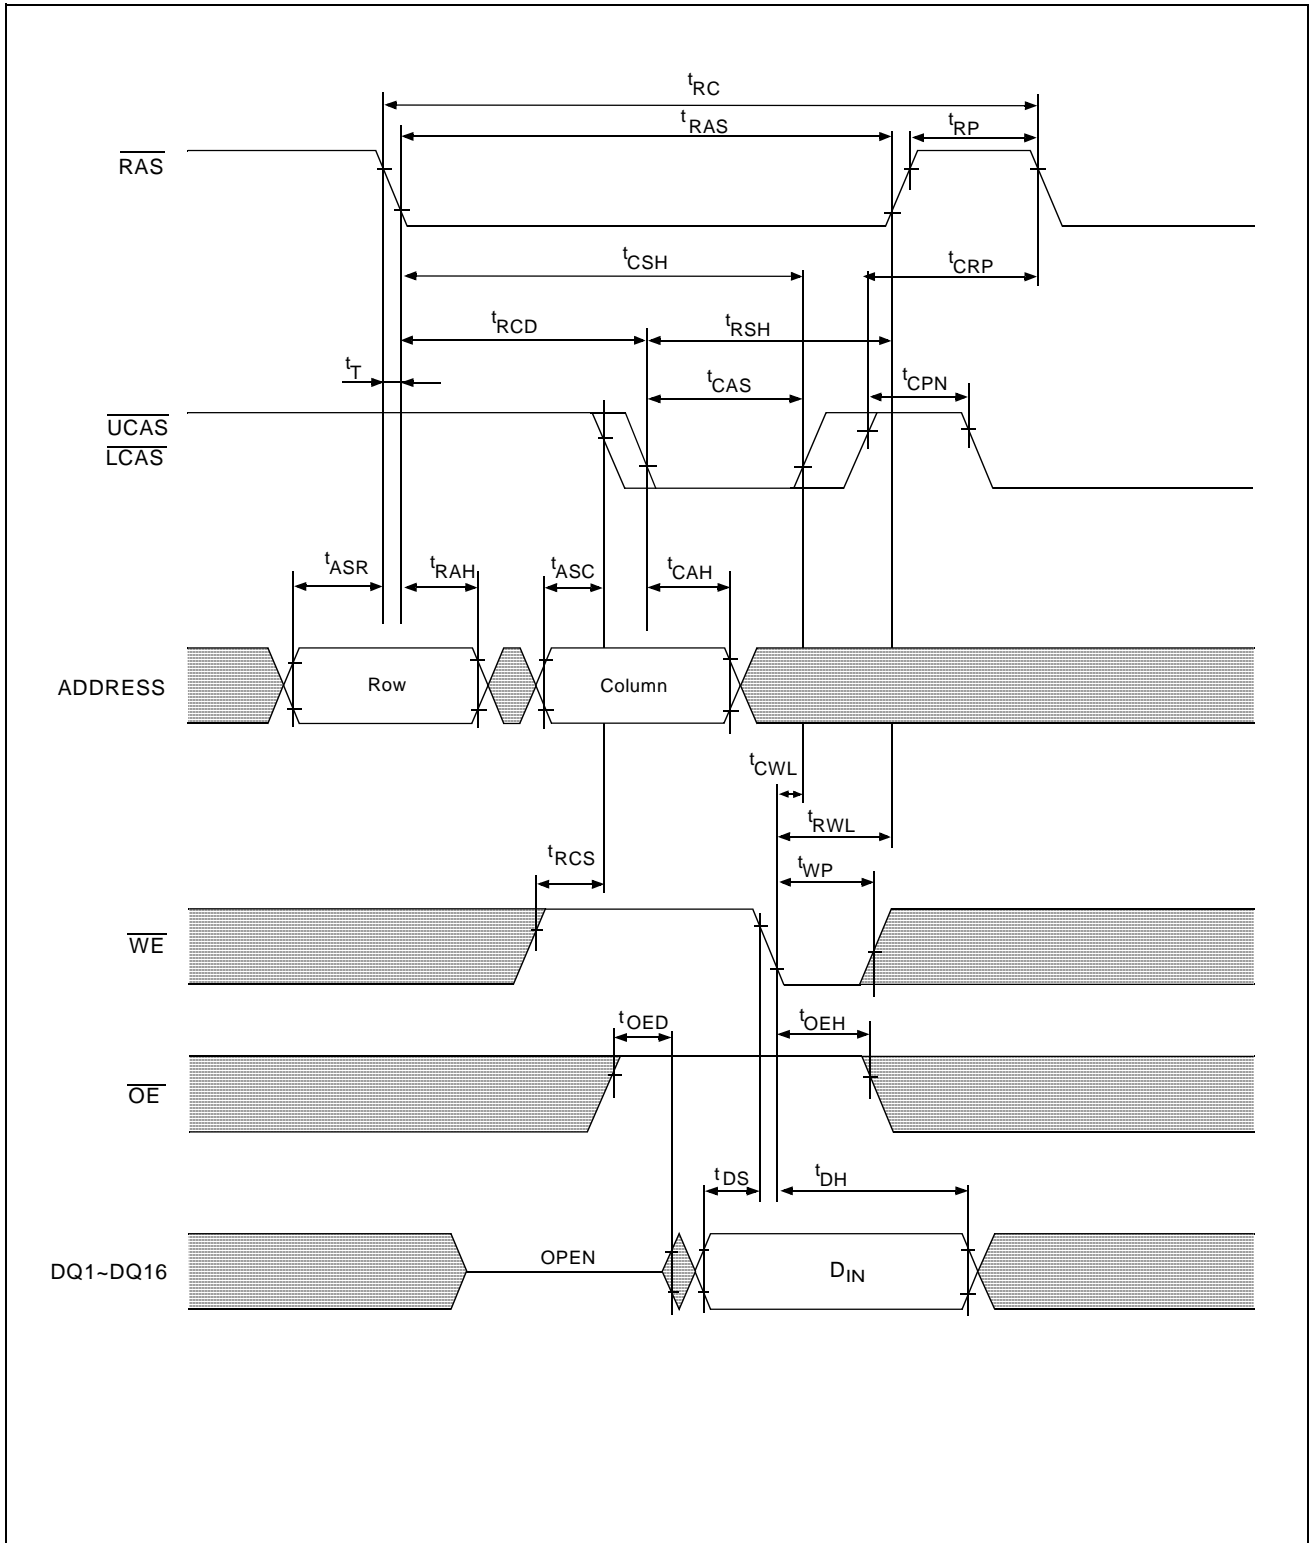 tRC
tRAS
tRP
RAS
tCSH
tCRP
tRCD
tRSH
tT
tCAS
tCPN
UCAS
LCAS
tASR
tRAH
tASC
tCAH
ADDRESS
Row
Column
tCWL
tRWL
tRCS
tWP
WE
tOED
tOEH
OE
tDS
tDH
DQ1~DQ16
OPEN
DIN